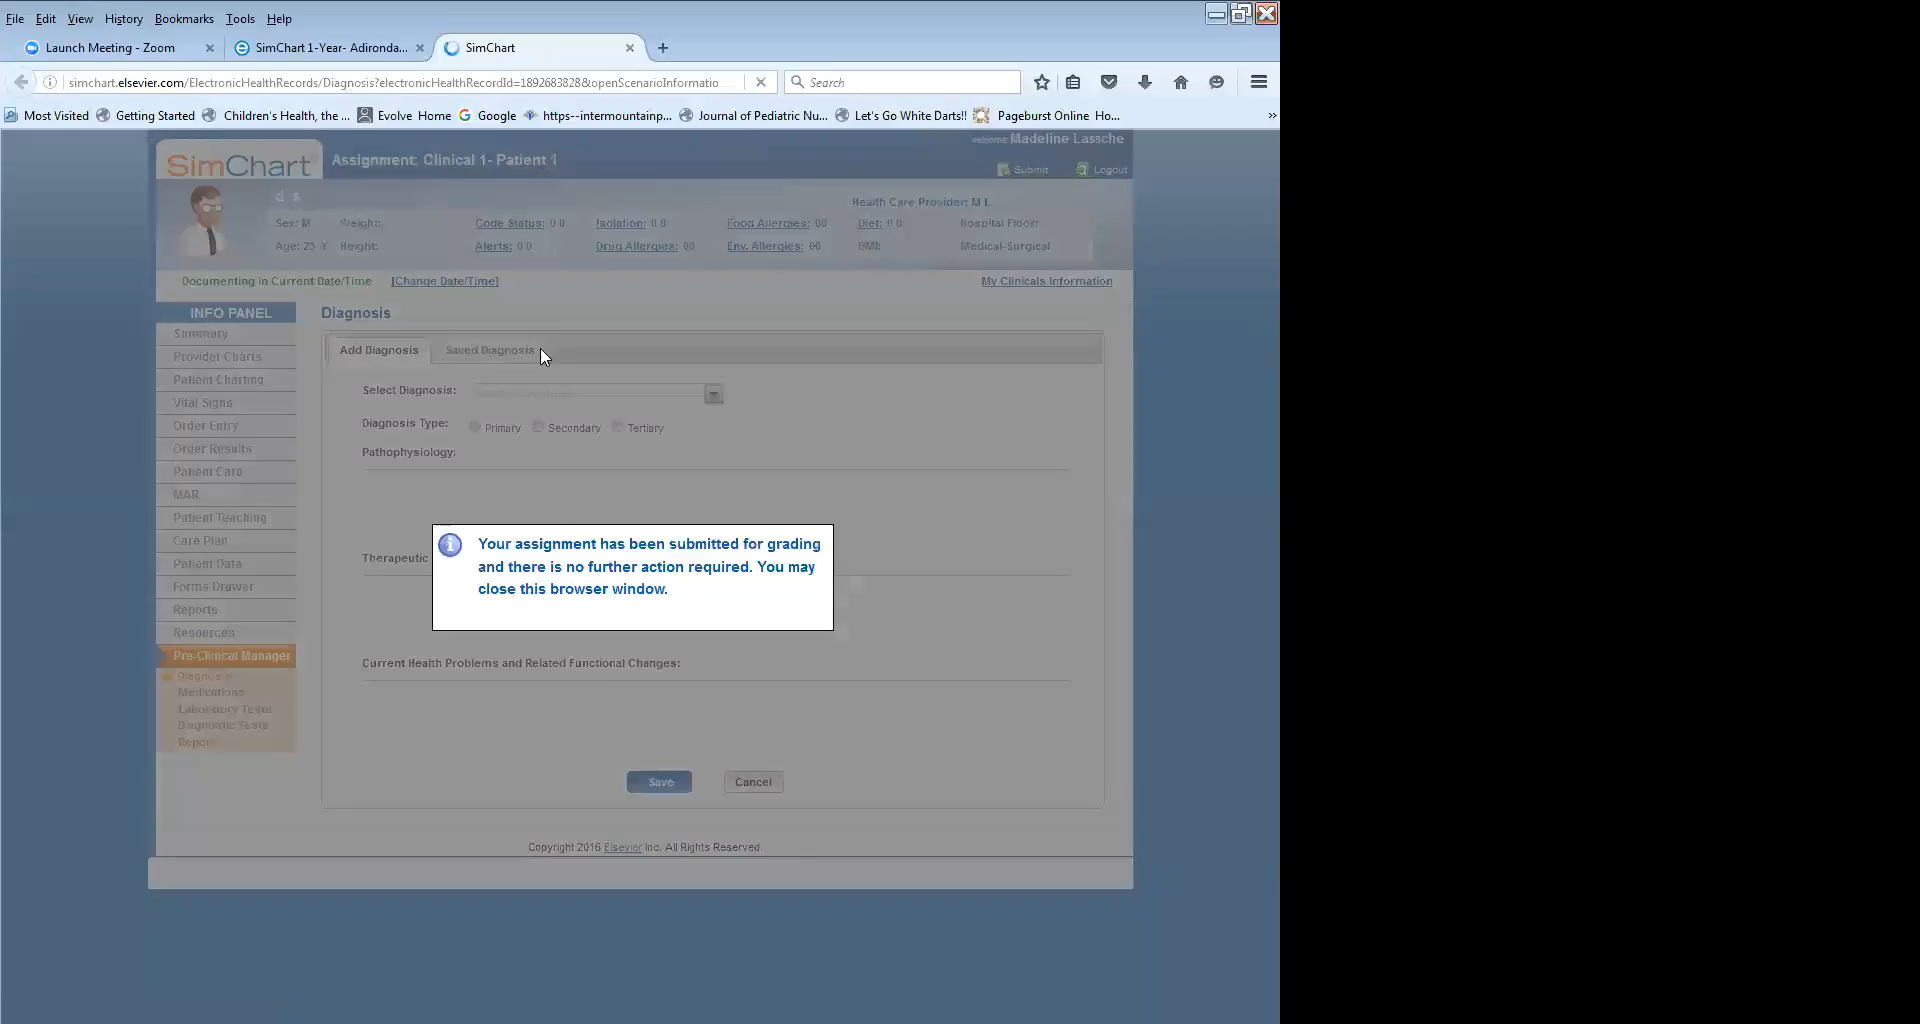 File Edit View History Bookmarks Tools Help
Launch Meeting - Zoom SimChart 1-Year- Adironda... SimChart
simchart.elsevier.com/ElectronicHealthRecords/Diagnosis?electronicHealthRecordId=1892683828&openScenarioInformatio Search
Most Visited Getting Started Children's Health, the ... Evolve Home Google https--intermountainp... Journal of Pediatric Nu... Let's Go White Darts!! Pageburst Online Ho... »
SimChart Assignment: Clinical 1- Patient 1 welcome Madeline Lassche
Submit Logout
d s
Health Care Provider: M L
Sex: M Weight: Code Status: 0 0 Isolation: 0 0 Food Allergies: 00 Diet: 0 0 Hospital Floor:
Age: 23 Y Height: Alerts: 0 0 Drug Allergies: 00 Env. Allergies: 00 BMI: Medical-Surgical
Documenting in Current Date/Time [Change Date/Time] My Clinicals Information
INFO PANEL
Summary
Provider Charts
Patient Charting
Vital Signs
Order Entry
Order Results
Patient Care
MAR
Patient Teaching
Care Plan
Patient Data
Forms Drawer
Reports
Resources
Pre-Clinical Manager
Diagnosis
Medications
Laboratory Tests
Diagnostic Tests
Report
Diagnosis
Add Diagnosis Saved Diagnosis
Select Diagnosis:
Diagnosis Type: Primary Secondary Tertiary
Pathophysiology:
Therapeutic
Your assignment has been submitted for grading
and there is no further action required. You may
close this browser window.
Current Health Problems and Related Functional Changes:
Save Cancel
Copyright 2016 Elsevier Inc. All Rights Reserved.